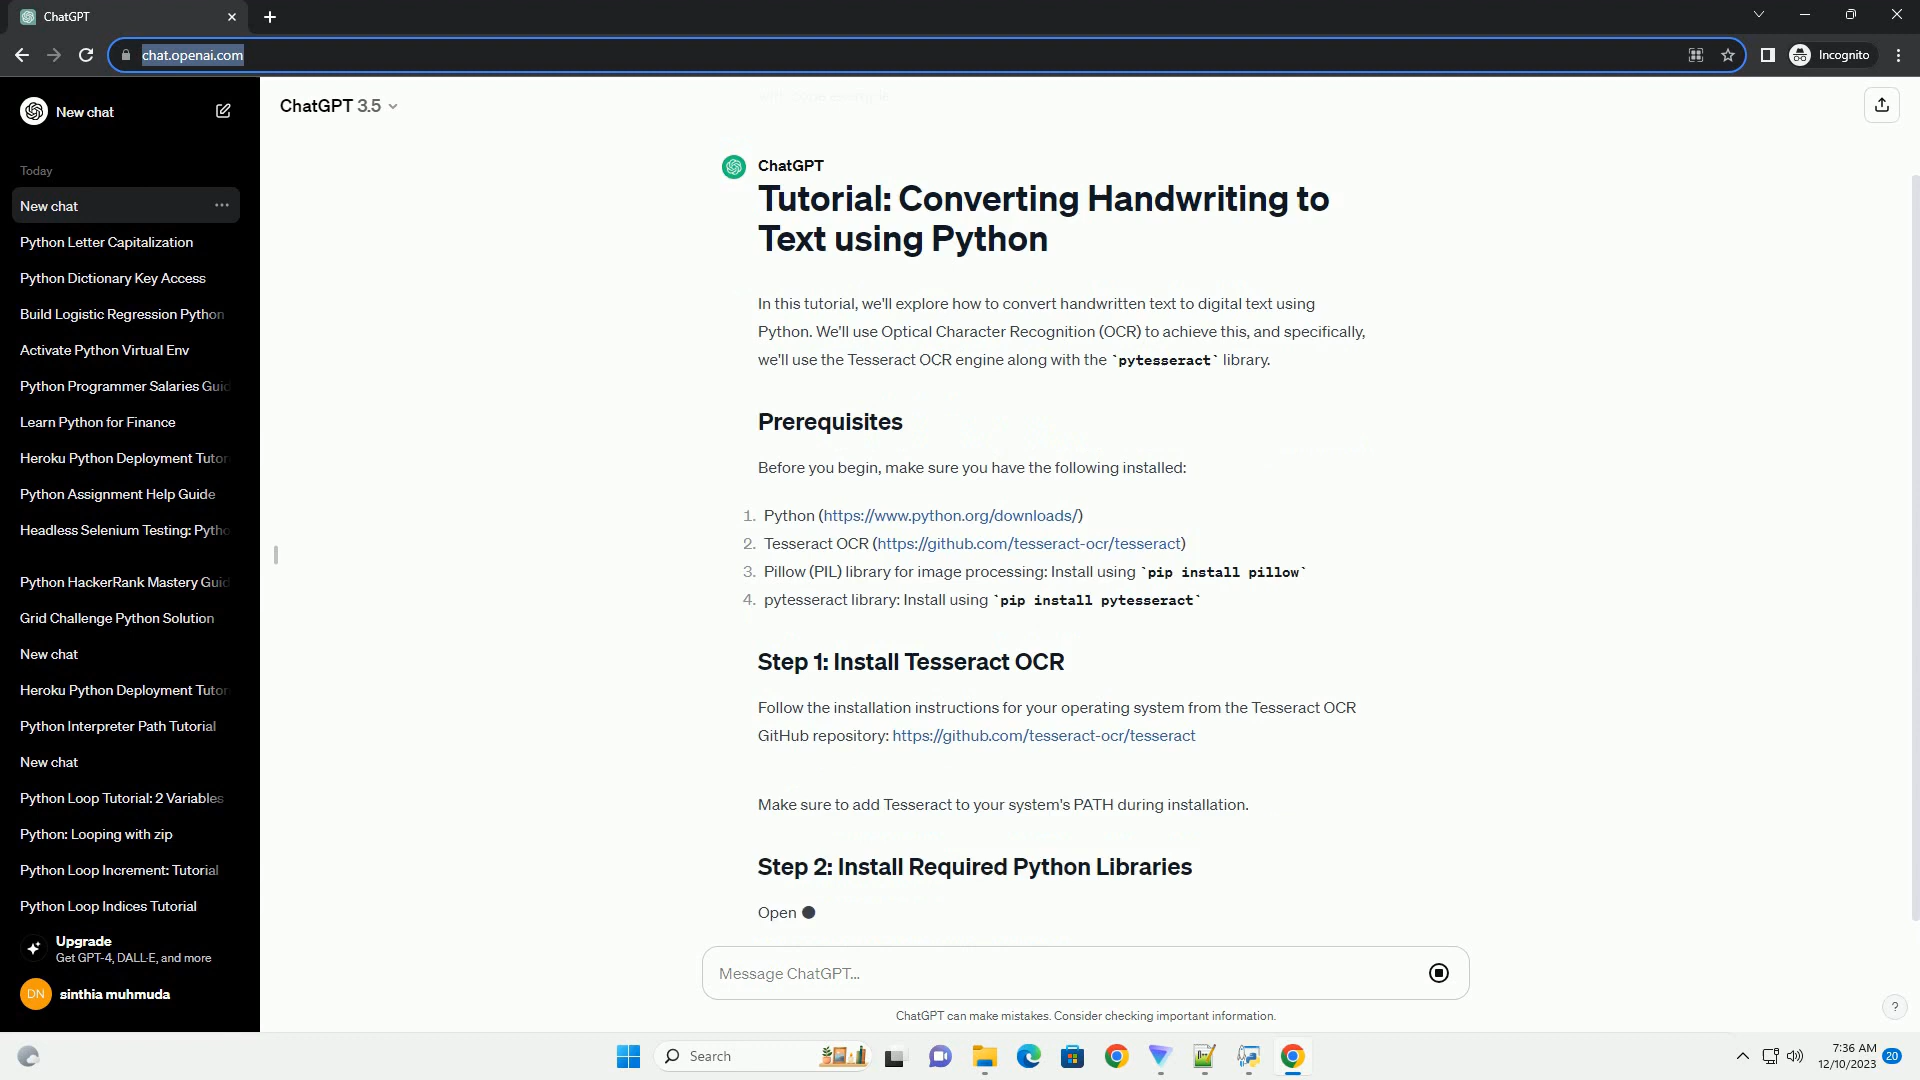 ChatGPT
chat.openai.com
Incognito
New chat
Today
New chat
Python Letter Capitalization
Python Dictionary Key Access
Build Logistic Regression Python
Activate Python Virtual Env
Python Programmer Salaries Guid
Learn Python for Finance
Heroku Python Deployment Tutor
Python Assignment Help Guide
Headless Selenium Testing: Pytho
Python HackerRank Mastery Guid
Grid Challenge Python Solution
New chat
Heroku Python Deployment Tutor
Python Interpreter Path Tutorial
New chat
Python Loop Tutorial: 2 Variables
Python: Looping with zip
Python Loop Increment: Tutorial
Python Loop Indices Tutorial
Upgrade
Get GPT-4, DALL·E, and more
DN sinthia muhmuda
ChatGPT 3.5
with code example
ChatGPT
Tutorial: Converting Handwriting to
Text using Python
In this tutorial, we'll explore how to convert handwritten text to digital text using
Python. We'll use Optical Character Recognition (OCR) to achieve this, and specifically,
we'll use the Tesseract OCR engine along with the `pytesseract` library.
Prerequisites
Before you begin, make sure you have the following installed:
1. Python (https://www.python.org/downloads/)
2. Tesseract OCR (https://github.com/tesseract-ocr/tesseract)
3. Pillow (PIL) library for image processing: Install using `pip install pillow`
4. pytesseract library: Install using `pip install pytesseract`
Step 1: Install Tesseract OCR
Follow the installation instructions for your operating system from the Tesseract OCR
GitHub repository: https://github.com/tesseract-ocr/tesseract
Make sure to add Tesseract to your system's PATH during installation.
Step 2: Install Required Python Libraries
Open
Message ChatGPT...
ChatGPT can make mistakes. Consider checking important information.
?
Search
7:36 AM
12/10/2023
20